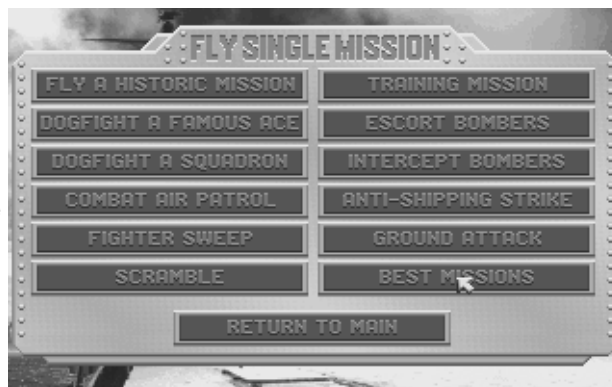 FLY SINGLE MISSION
FLY A HISTORIC MISSION
TRAINING MISSION
DOGFIGHT A FAMOUS ACE
ESCORT BOMBERS
DOGFIGHT A SQUADRON
INTERCEPT BOMBERS
COMBAT AIR PATROL
ANTI-SHIPPING STRIKE
FIGHTER SWEEP
GROUND ATTACK
SCRAMBLE
BEST MISSIONS
RETURN TO MAIN